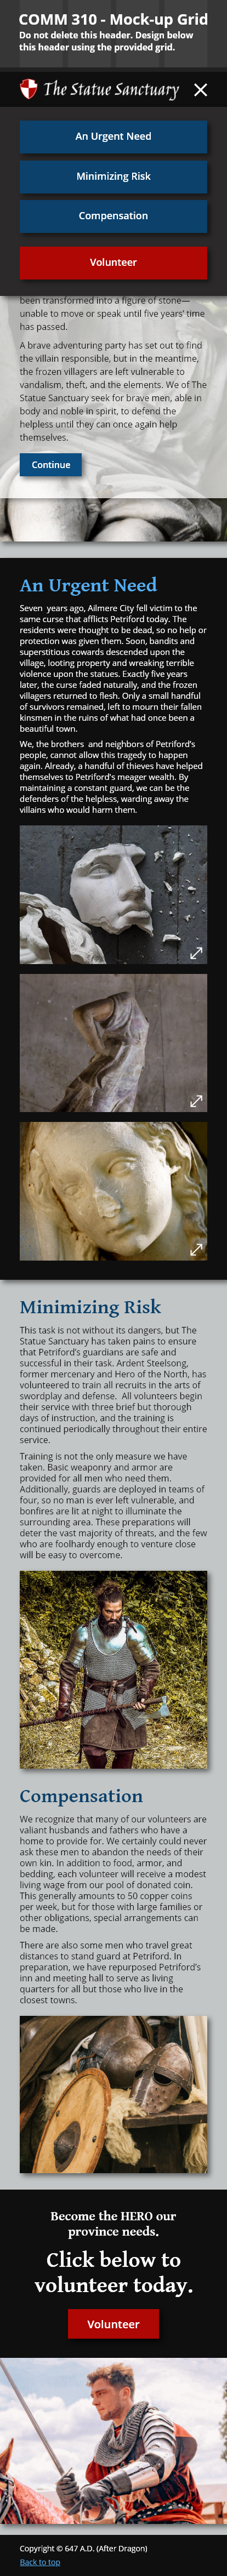 COMM 310 - Mock-up Grid
Do not delete this header. Design below
this header using the provided grid.
The Statue Sanctuary
An Urgent Need
Minimizing Risk
Compensation
Volunteer
been transformed into a figure of stone—
unable to move or speak until five years' time
has passed.
A brave adventuring party has set out to find
the villain responsible, but in the meantime,
the frozen villagers are left vulnerable to
vandalism, theft, and the elements. We of The
Statue Sanctuary seek for brave men, able in
body and noble in spirit, to defend the
helpless until they can once again help
themselves.
Continue
An Urgent Need
Seven years ago, Ailmere City fell victim to the
same curse that afflicts Petriford today. The
residents were thought to be dead, so no help or
protection was given them. Soon, bandits and
superstitious cowards descended upon the
village, looting property and wreaking terrible
violence upon the statues. Exactly five years
later, the curse faded naturally, and the frozen
villagers returned to flesh. Only a small handful
of survivors remained, left to mourn their fallen
kinsmen in the ruins of what had once been a
beautiful town.
We, the brothers and neighbors of Petriford's
people, cannot allow this tragedy to happen
again. Already, a handful of thieves have helped
themselves to Petriford's meager wealth. By
maintaining a constant guard, we can be the
defenders of the helpless, warding away the
villains who would harm them.
Minimizing Risk
This task is not without its dangers, but The
Statue Sanctuary has taken pains to ensure
that Petriford's guardians are safe and
successful in their task. Ardent Steelsong,
former mercenary and Hero of the North, has
volunteered to train all recruits in the arts of
swordplay and defense. All volunteers begin
their service with three brief but thorough
days of instruction, and the training is
continued periodically throughout their entire
service.
Training is not the only measure we have
taken. Basic weaponry and armor are
provided for all men who need them.
Additionally, guards are deployed in teams of
four, so no man is ever left vulnerable, and
bonfires are lit at night to illuminate the
surrounding area. These preparations will
deter the vast majority of threats, and the few
who are foolhardy enough to venture close
will be easy to overcome.
Compensation
We recognize that many of our volunteers are
valiant husbands and fathers who have a
home to provide for. We certainly could never
ask these men to abandon the needs of their
own kin. In addition to food, armor, and
bedding, each volunteer will receive a modest
living wage from our pool of donated coin.
This generally amounts to 50 copper coins
per week, but for those with large families or
other obligations, special arrangements can
be made.
There are also some men who travel great
distances to stand guard at Petriford. In
preparation, we have repurposed Petriford's
inn and meeting hall to serve as living
quarters for all but those who live in the
closest towns.
Become the HERO our
province needs.
Click below to
volunteer today.
Volunteer
Copyright © 647 A.D. (After Dragon)
Back to top